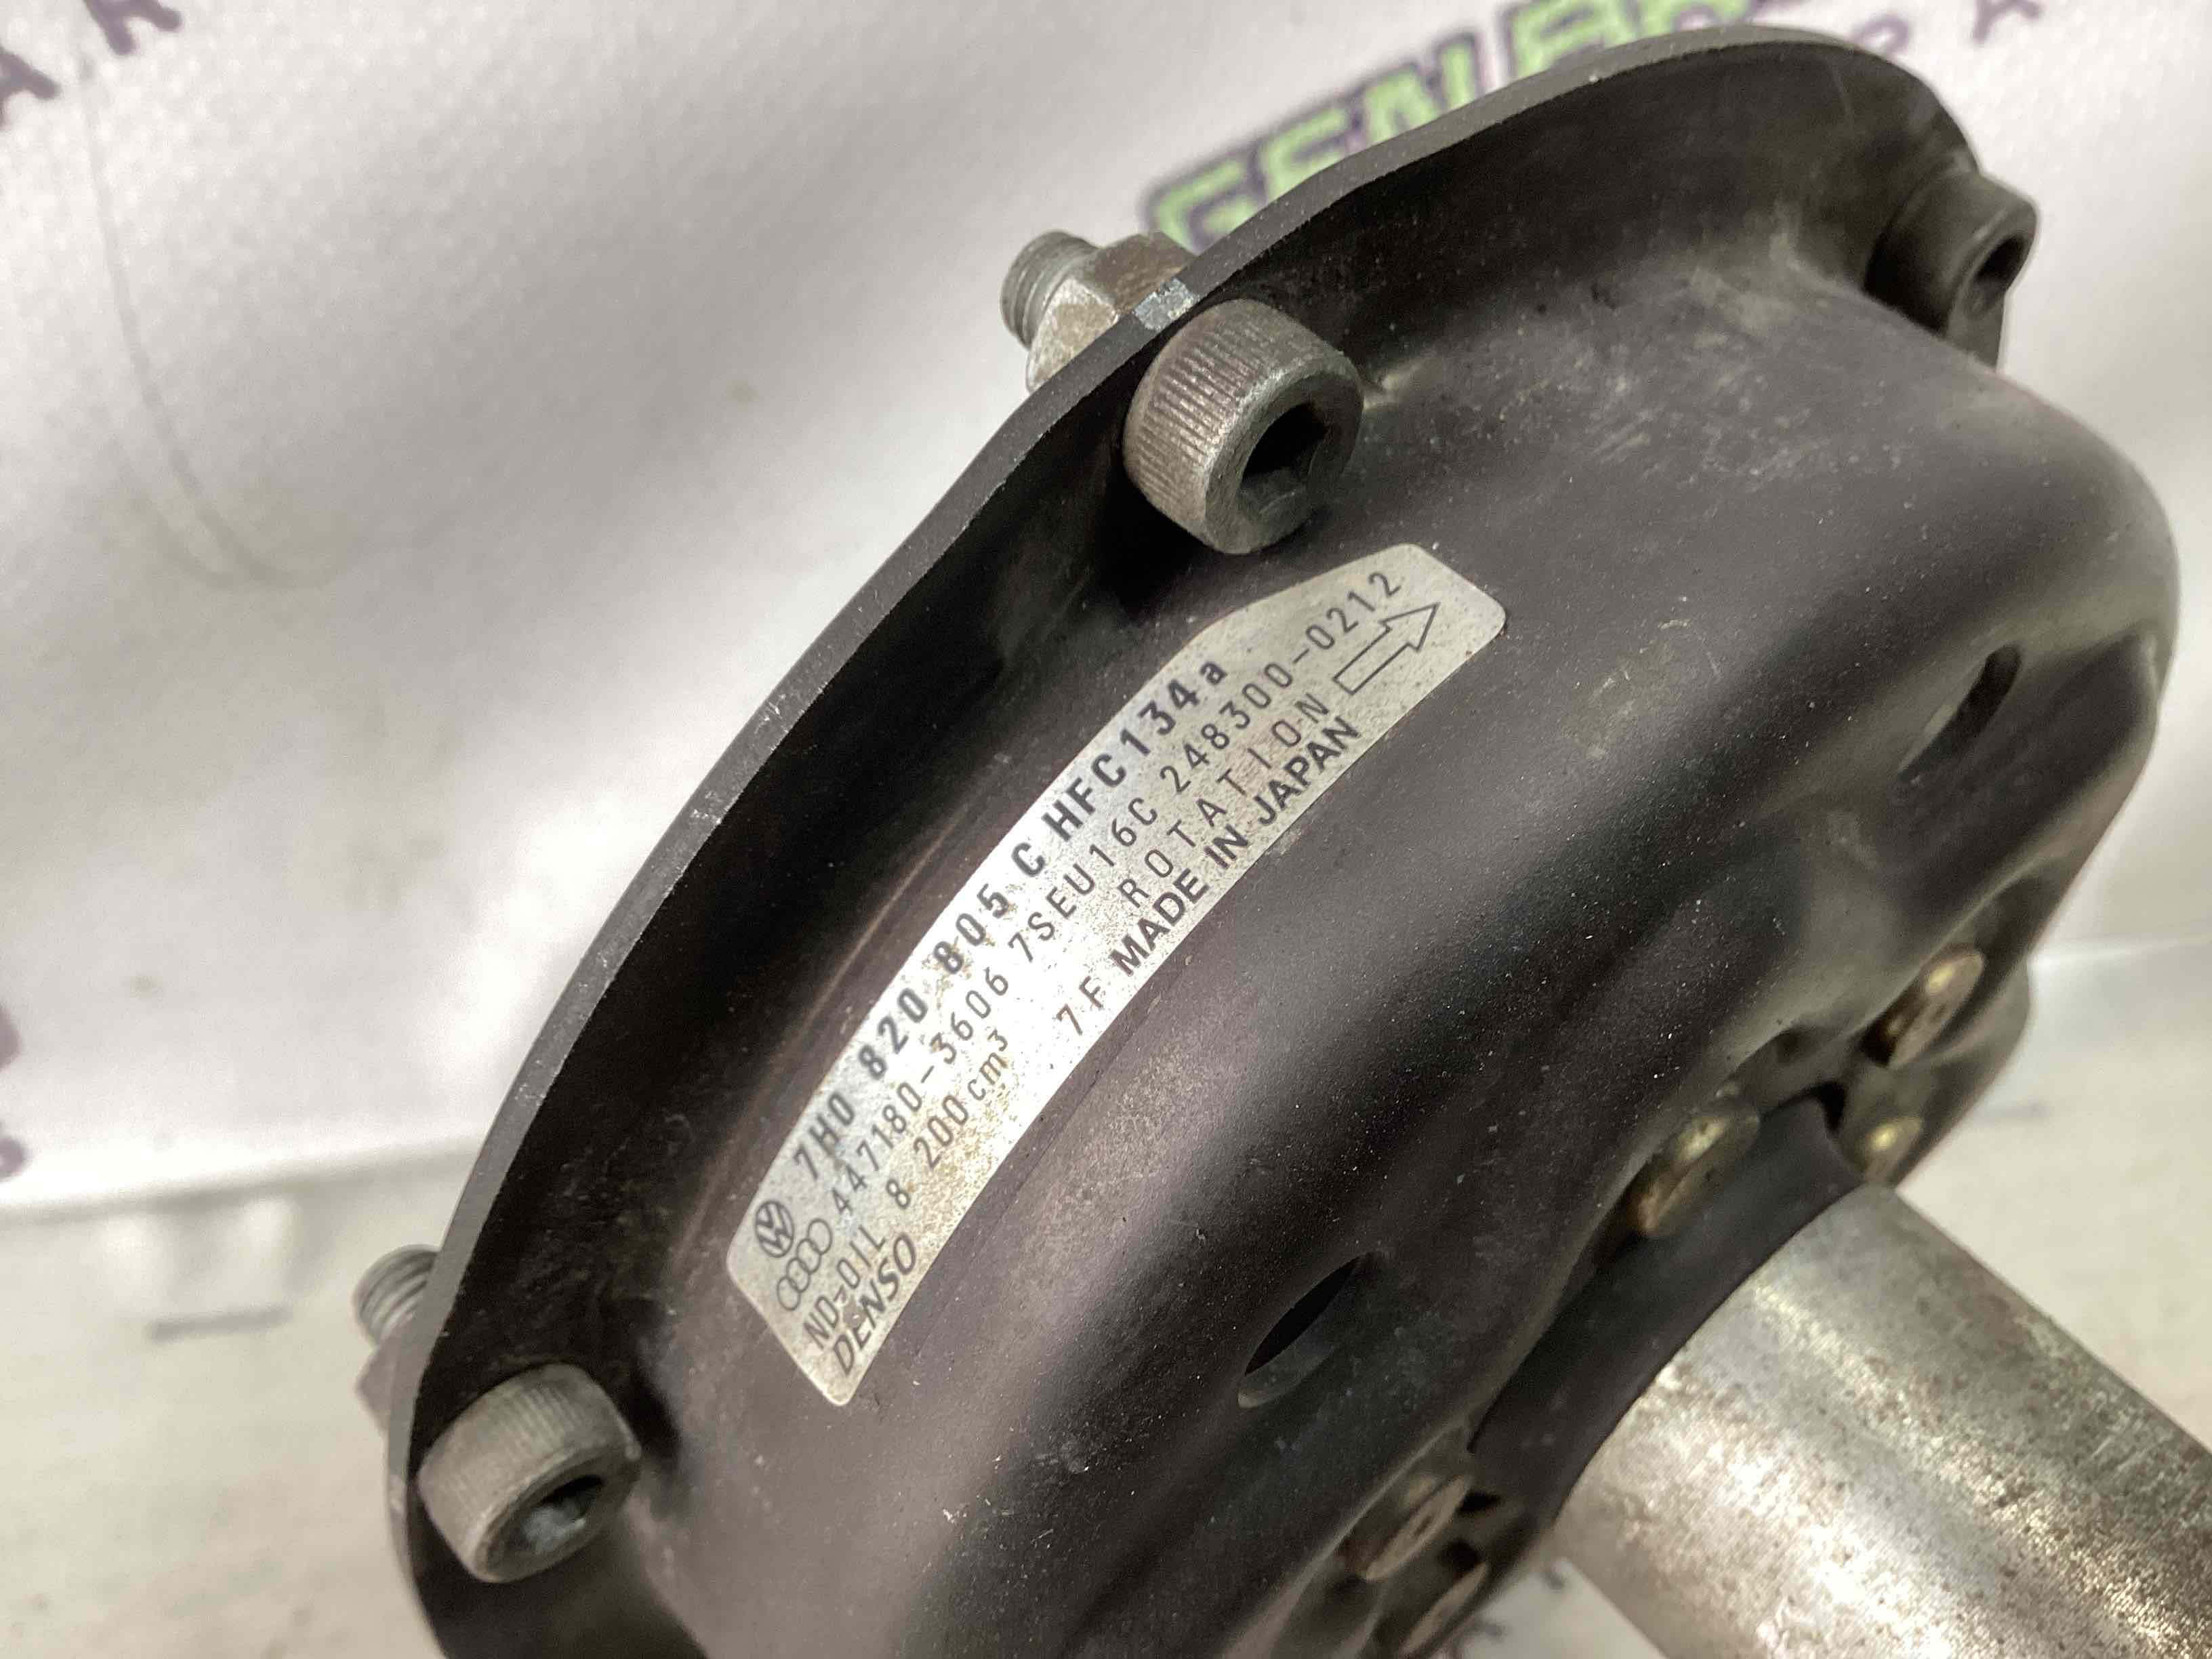 7H0 820 805 C HFC134a
447180-3606 7SEU16C 248300-0212
ND-OIL 8 200cm³ ROTATION
DENSO 7F MADE IN JAPAN